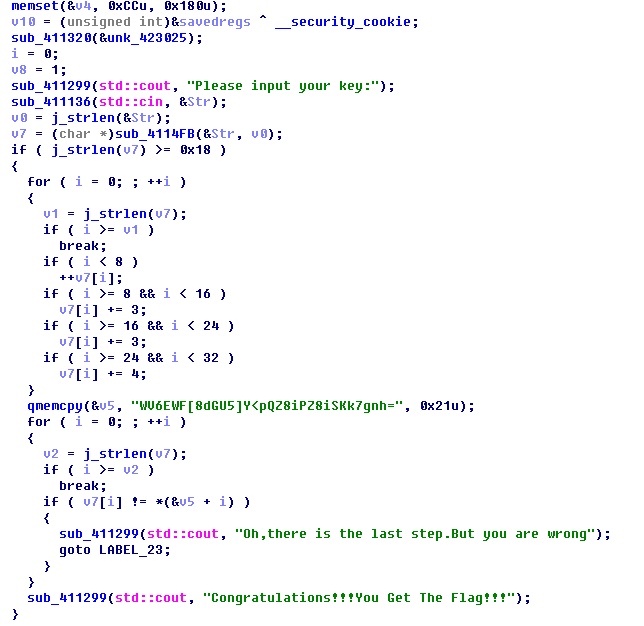 memset(&v4, 0xCCu, 0x180u);
v10 = (unsigned int)&savedregs ^ __security_cookie;
sub_411320(&unk_423025);
i = 0;
v8 = 1;
sub_411299(std::cout, "Please input your key:");
sub_411136(std::cin, &Str);
v0 = j_strlen(&Str);
v7 = (char *)sub_4114FB(&Str, v0);
if ( j_strlen(v7) >= 0x18 )
{
  for ( i = 0; ; ++i )
  {
    v1 = j_strlen(v7);
    if ( i >= v1 )
      break;
    if ( i < 8 )
      ++v7[i];
    if ( i >= 8 && i < 16 )
      v7[i] += 3;
    if ( i >= 16 && i < 24 )
      v7[i] += 3;
    if ( i >= 24 && i < 32 )
      v7[i] += 4;
  }
  qmemcpy(&v5, "WV6EWF[8dGU5]Y<pQZ8iPZ8iSKk7gnh=", 0x21u);
  for ( i = 0; ; ++i )
  {
    v2 = j_strlen(v7);
    if ( i >= v2 )
      break;
    if ( v7[i] != *(&v5 + i) )
    {
      sub_411299(std::cout, "Oh,there is the last step.But you are wrong");
      goto LABEL_23;
    }
  }
  sub_411299(std::cout, "Congratulations!!!You Get The Flag!!!");
}